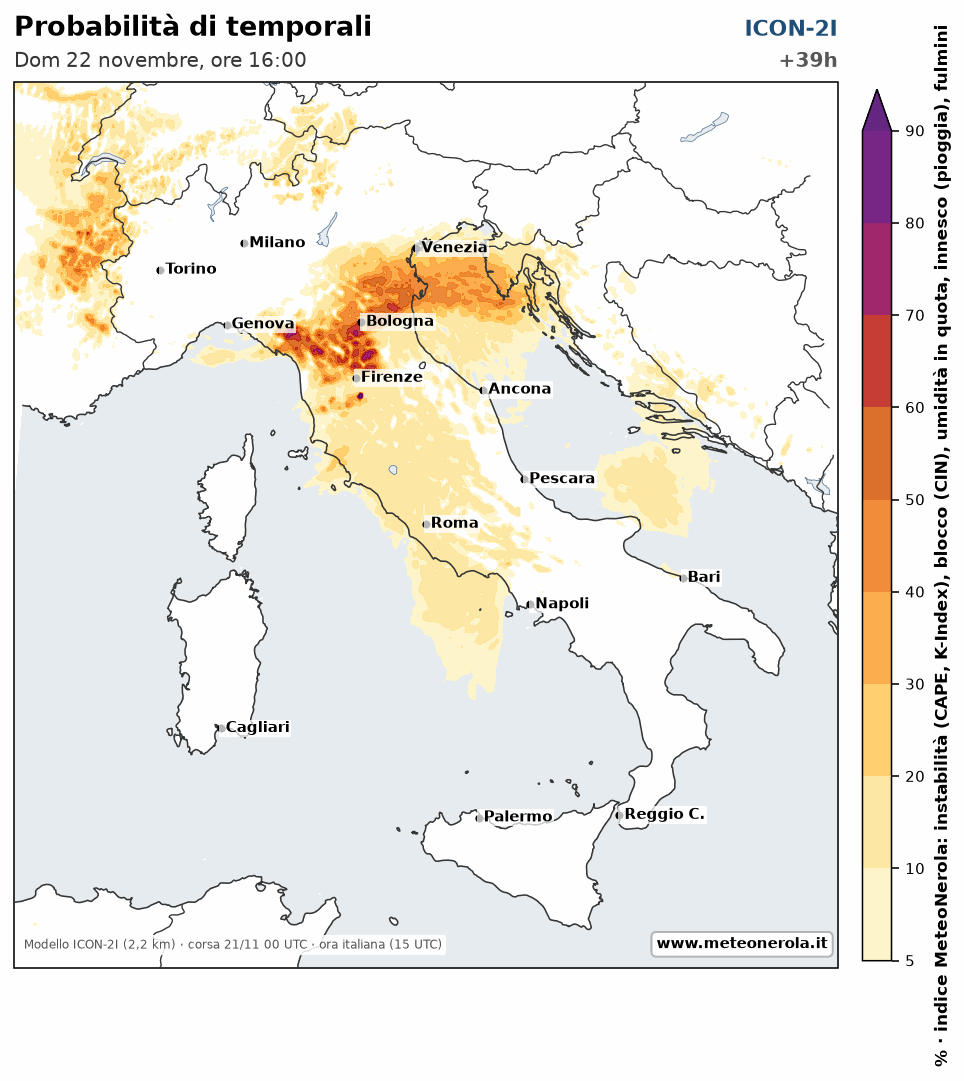 Probabilità di temporali
ICON-2I
Dom 22 novembre, ore 16:00
+39h
Milano
Venezia
Torino
Genova
Bologna
Firenze
Ancona
Pescara
Roma
Bari
Napoli
Cagliari
Palermo
Reggio C.
Modello ICON-2I (2,2 km) · corsa 21/11 00 UTC · ora italiana (15 UTC)
www.meteonerola.it
90
80
70
60
50
40
30
20
10
5
% · indice MeteoNerola: instabilità (CAPE, K-Index), blocco (CIN), umidità in quota, innesco (pioggia), fulmini